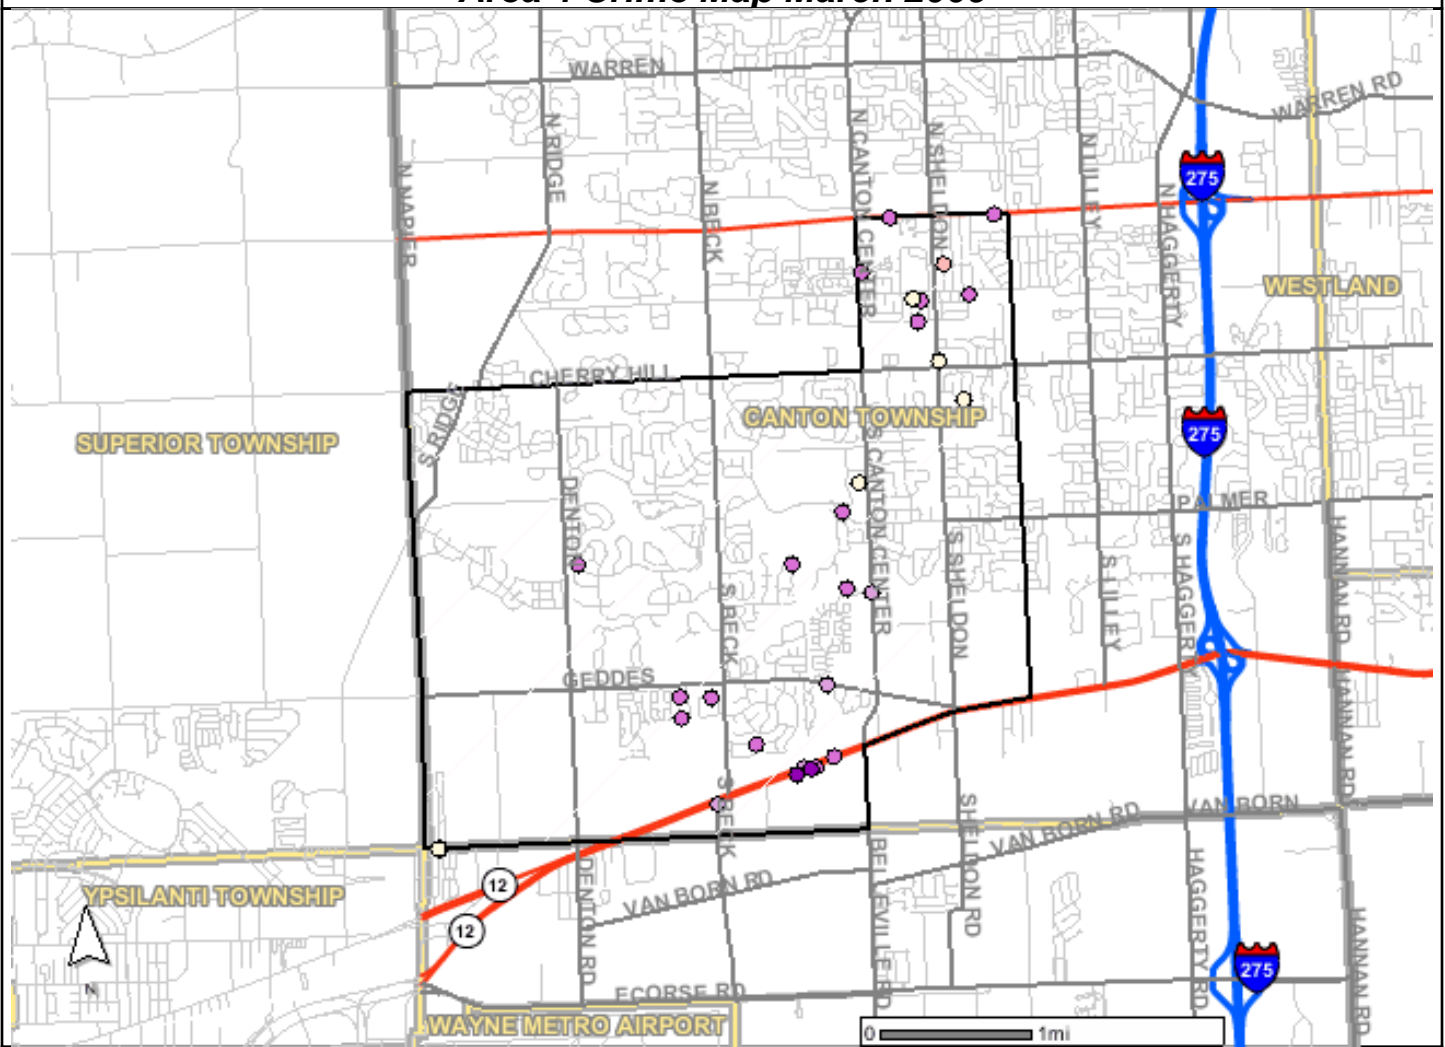 WARREN
WARREN RD
N RIDGE
N CANTON CENTER
N SHELDON
N LILLEY
275
N NAPIER
N BECK
N HAGGERTY
WESTLAND
CHERRY HILL
S RIDGE
CANTON TOWNSHIP
SUPERIOR TOWNSHIP
275
S CANTON CENTER
DENTON
PALMER
HANNAN RD
S SHELDON
S LILLEY
S HAGGERTY
S BECK
GEDDES
HANNAN RD
S BECK
SHELDON RD
VAN BORN RD
VAN BORN
YPSILANTI TOWNSHIP
12
DENTON RD
VAN BORN RD
BELLEVILLE RD
HAGGERTY RD
HANNAN RD
12
275
N
ECORSE RD
WAYNE METRO AIRPORT
0 1mi